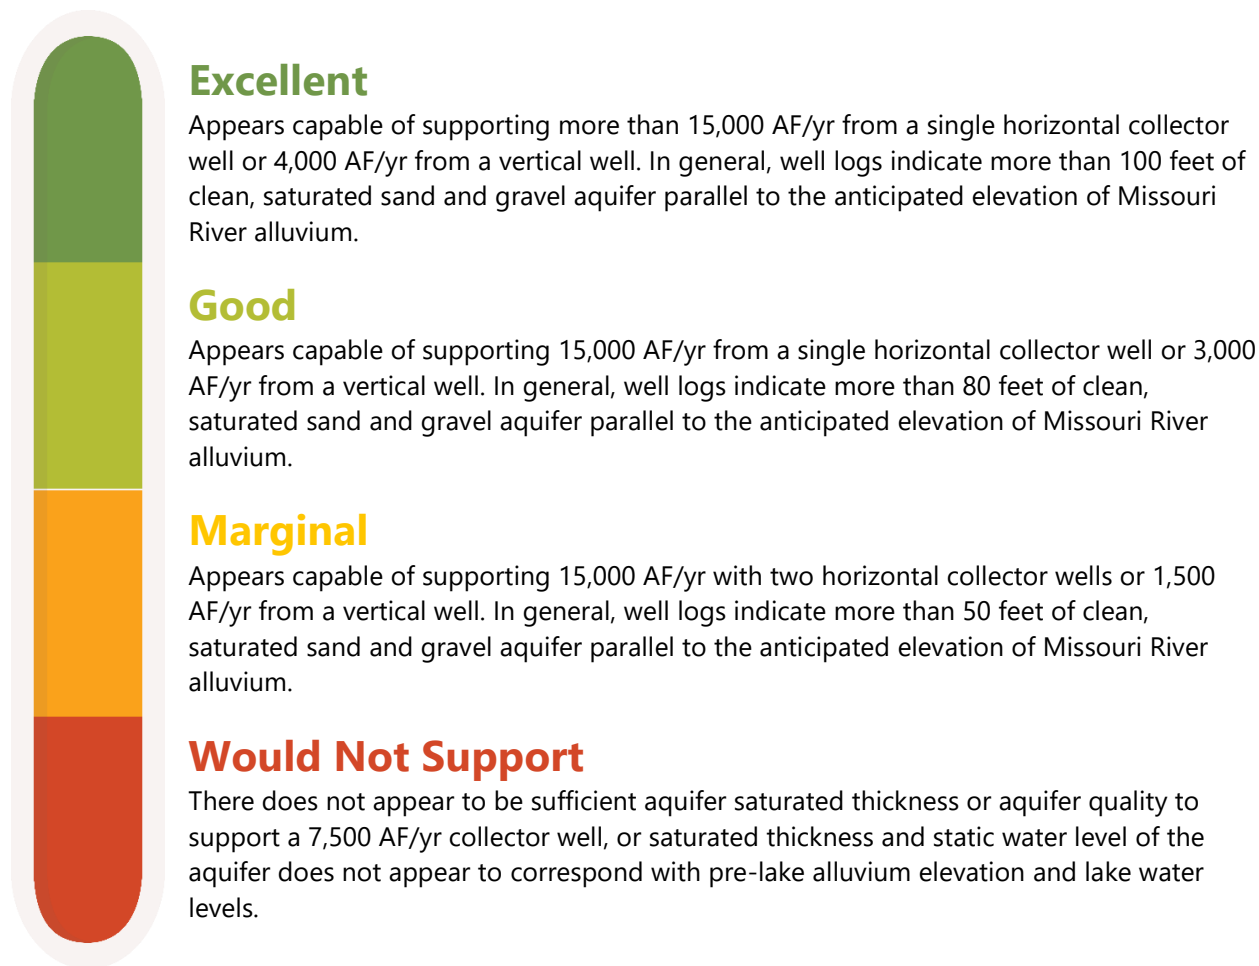 Excellent
Appears capable of supporting more than 15,000 AF/yr from a single horizontal collector
well or 4,000 AF/yr from a vertical well. In general, well logs indicate more than 100 feet of
clean, saturated sand and gravel aquifer parallel to the anticipated elevation of Missouri
River alluvium.
Good
Appears capable of supporting 15,000 AF/yr from a single horizontal collector well or 3,000
AF/yr from a vertical well. In general, well logs indicate more than 80 feet of clean,
saturated sand and gravel aquifer parallel to the anticipated elevation of Missouri River
alluvium.
Marginal
Appears capable of supporting 15,000 AF/yr with two horizontal collector wells or 1,500
AF/yr from a vertical well. In general, well logs indicate more than 50 feet of clean,
saturated sand and gravel aquifer parallel to the anticipated elevation of Missouri River
alluvium.
Would Not Support
There does not appear to be sufficient aquifer saturated thickness or aquifer quality to
support a 7,500 AF/yr collector well, or saturated thickness and static water level of the
aquifer does not appear to correspond with pre-lake alluvium elevation and lake water
levels.